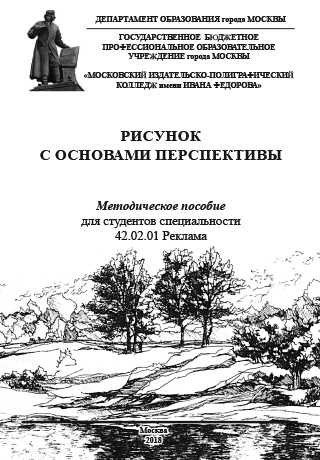 ДЕПАРТАМЕНТ ОБРАЗОВАНИЯ города МОСКВЫ
ГОСУДАРСТВЕННОЕ БЮДЖЕТНОЕ
ПРОФЕССИОНАЛЬНОЕ ОБРАЗОВАТЕЛЬНОЕ
УЧРЕЖДЕНИЕ города МОСКВЫ
«МОСКОВСКИЙ ИЗДАТЕЛЬСКО-ПОЛИГРАФИЧЕСКИЙ
КОЛЛЕДЖ имени ИВАНА ФЕДОРОВА»
РИСУНОК
С ОСНОВАМИ ПЕРСПЕКТИВЫ
Методическое пособие
для студентов специальности
42.02.01 Реклама
Москва
2018